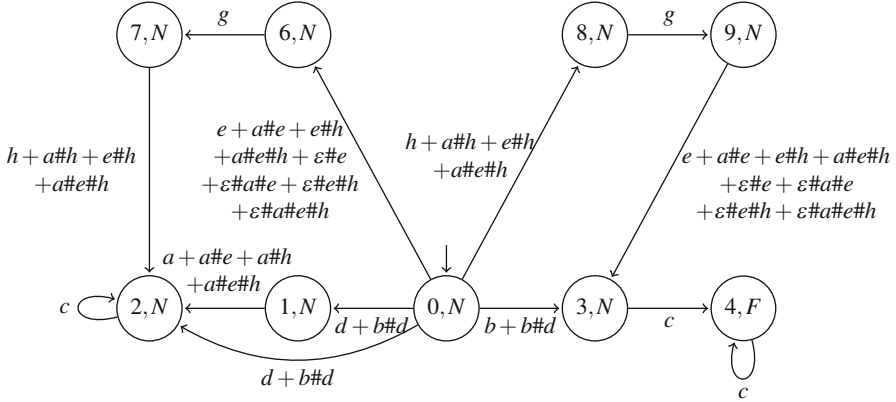 g
g
7, N
6, N
8, N
9, N
h + a#h + e#h
+a#e#h
e + a#e + e#h
+a#e#h + ε#e
+ε#a#e + ε#e#h
+ε#a#e#h
h + a#h + e#h
+a#e#h
e + a#e + e#h + a#e#h
+ε#e + ε#a#e
+ε#e#h + ε#a#e#h
a + a#e + a#h
+a#e#h
c
2, N
1, N
0, N
3, N
4, F
d + b#d
b + b#d
c
d + b#d
c